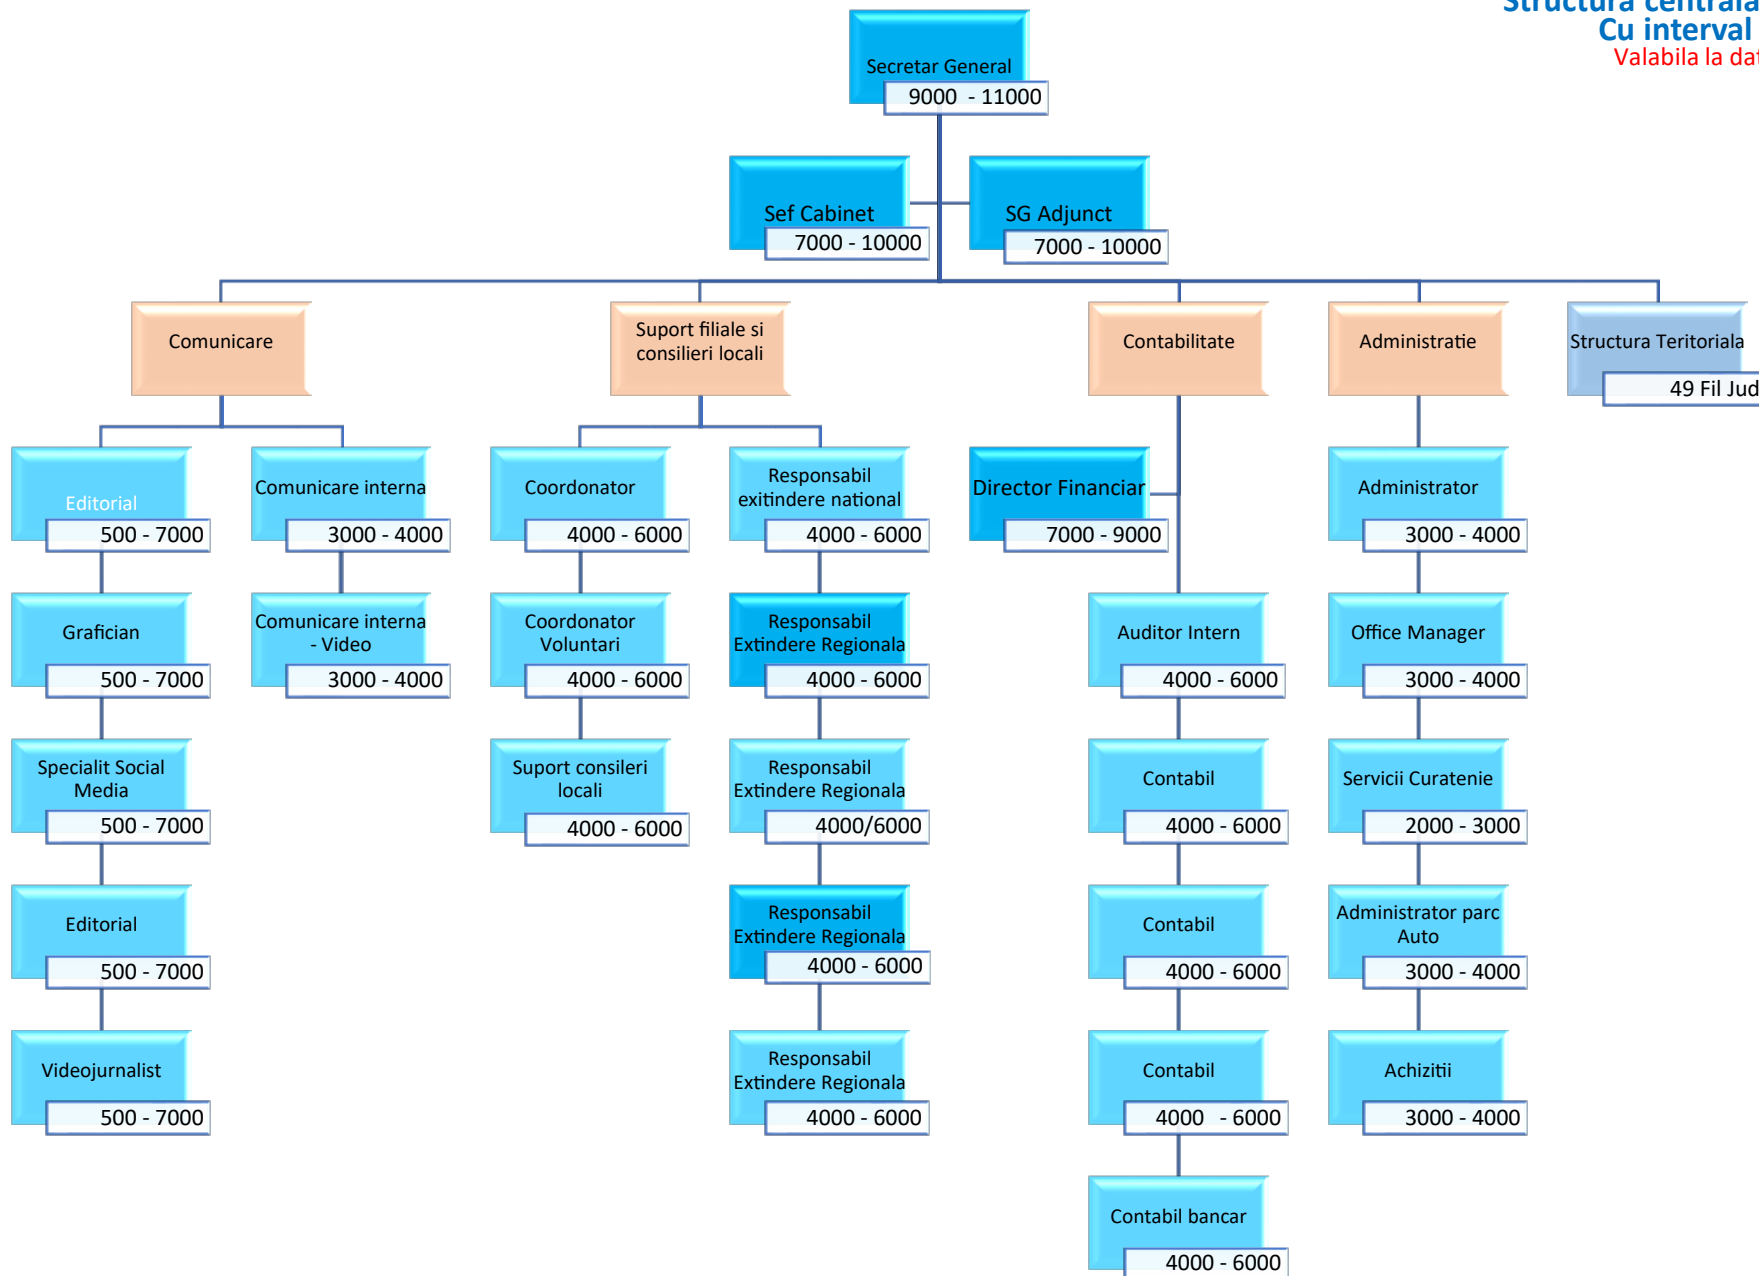 Structura centrala
Cu interval
Valabila la dat
Secretar General
9000 - 11000
Sef Cabinet
7000 - 10000
SG Adjunct
7000 - 10000
Comunicare
Suport filiale si
consilieri locali
Contabilitate
Administratie
Structura Teritoriala
49 Fil Jud
Editorial
500 - 7000
Comunicare interna
3000 - 4000
Coordonator
4000 - 6000
Responsabil
exitindere national
4000 - 6000
Director Financiar
7000 - 9000
Administrator
3000 - 4000
Grafician
500 - 7000
Comunicare interna
- Video
3000 - 4000
Coordonator
Voluntari
4000 - 6000
Responsabil
Extindere Regionala
4000 - 6000
Auditor Intern
4000 - 6000
Office Manager
3000 - 4000
Specialit Social
Media
500 - 7000
Suport consileri
locali
4000 - 6000
Responsabil
Extindere Regionala
4000/6000
Contabil
4000 - 6000
Servicii Curatenie
2000 - 3000
Editorial
500 - 7000
Responsabil
Extindere Regionala
4000 - 6000
Contabil
4000 - 6000
Administrator parc
Auto
3000 - 4000
Videojurnalist
500 - 7000
Responsabil
Extindere Regionala
4000 - 6000
Contabil
4000 - 6000
Achizitii
3000 - 4000
Contabil bancar
4000 - 6000